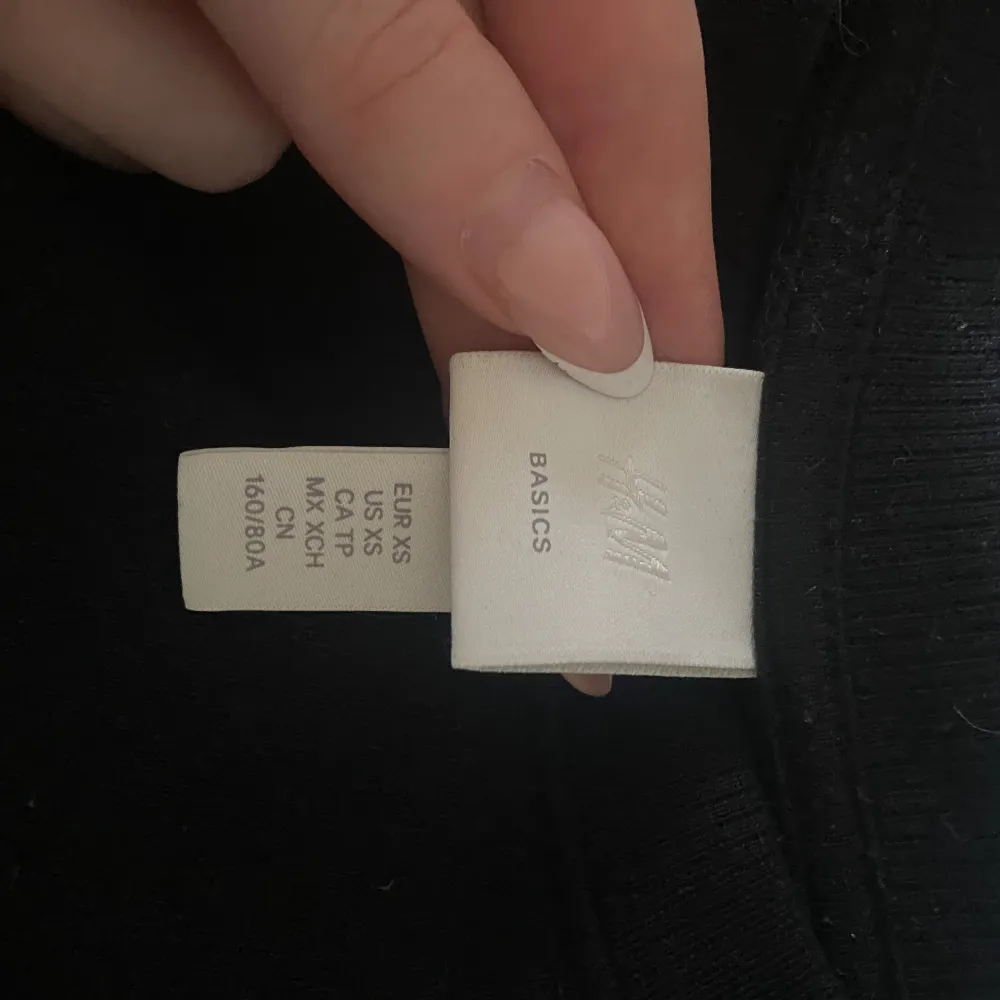 H&M
BASICS
EUR XS
US XS
CA TP
MX XCH
CN
160/80A